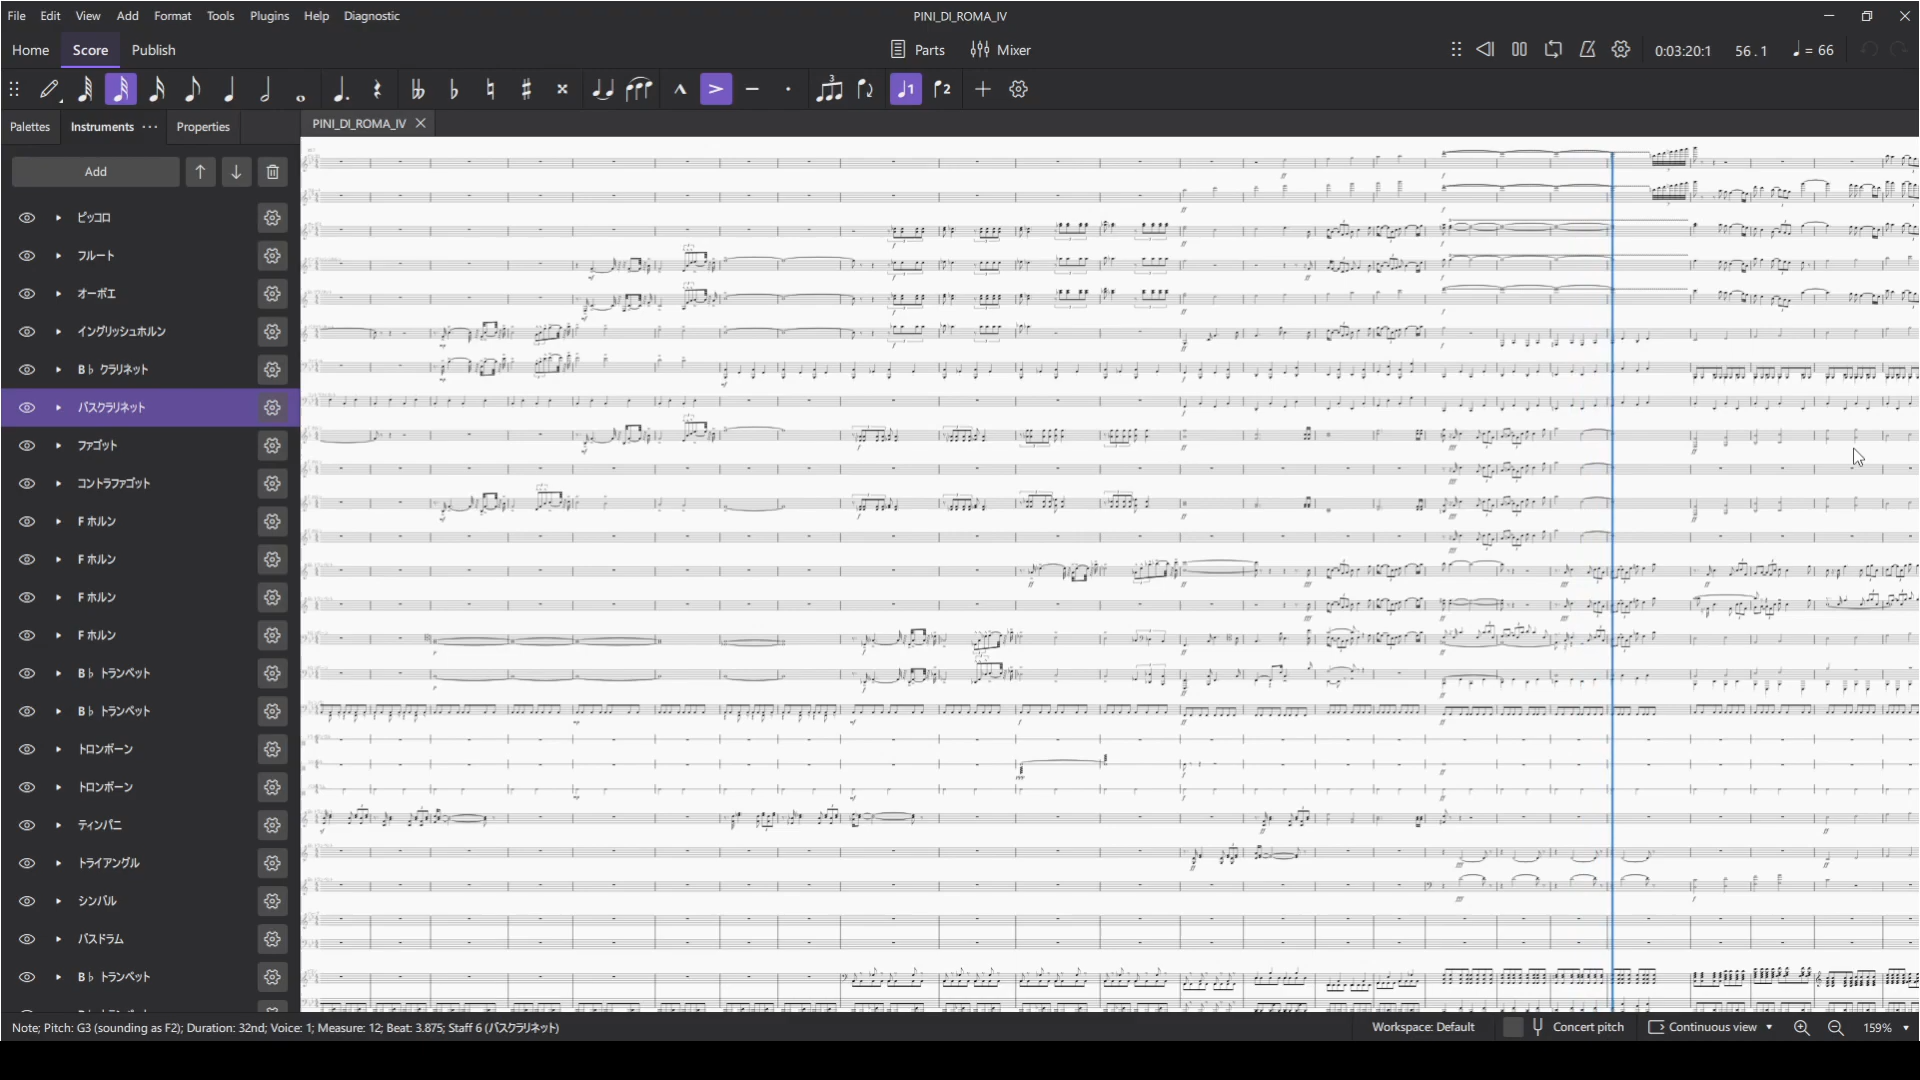 File Edit View Add Format Tools Plugins Help Diagnostic
PINI_DI_ROMA_IV
Home Score Publish
Parts Mixer
0:03:20:1 56 . 1 = 66
Palettes Instruments Properties
PINI_DI_ROMA_IV
Add
ピッコロ
フルート
オーボエ
イングリッシュホルン
B♭ クラリネット
バスクラリネット
ファゴット
コントラファゴット
F ホルン
F ホルン
F ホルン
F ホルン
B♭ トランペット
B♭ トランペット
トロンボーン
トロンボーン
ティンパニ
トライアングル
シンバル
バスドラム
B♭ トランペット
Note; Pitch: G3 (sounding as F2); Duration: 32nd; Voice: 1; Measure: 12; Beat: 3.875; Staff 6 (バスクラリネット)
Workspace: Default Concert pitch Continuous view 159%